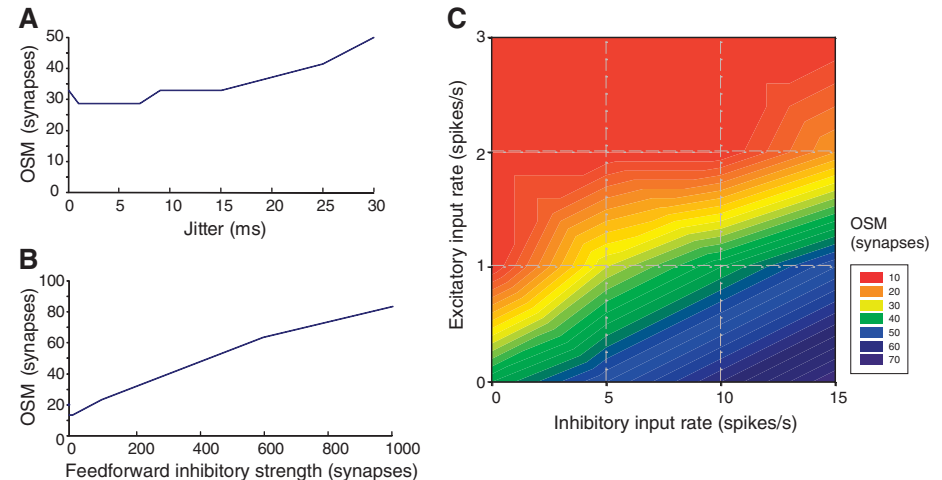 A
OSM (synapses)
50
40
30
20
10
0
0 5 10 15 20 25 30
Jitter (ms)
B
OSM (synapses)
100
80
60
40
20
0
0 200 400 600 800 1000
Feedforward inhibitory strength (synapses)
C
Excitatory input rate (spikes/s)
3
2
1
0
0 5 10 15
Inhibitory input rate (spikes/s)
OSM
(synapses)
10
20
30
40
50
60
70